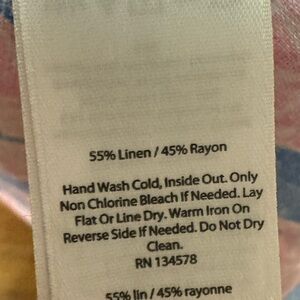 55% Linen / 45% Rayon
Hand Wash Cold, Inside Out. Only
Non Chlorine Bleach If Needed. Lay
Flat Or Line Dry. Warm Iron On
Reverse Side If Needed. Do Not Dry
Clean.
RN 134578
55% lin / 45% rayonne